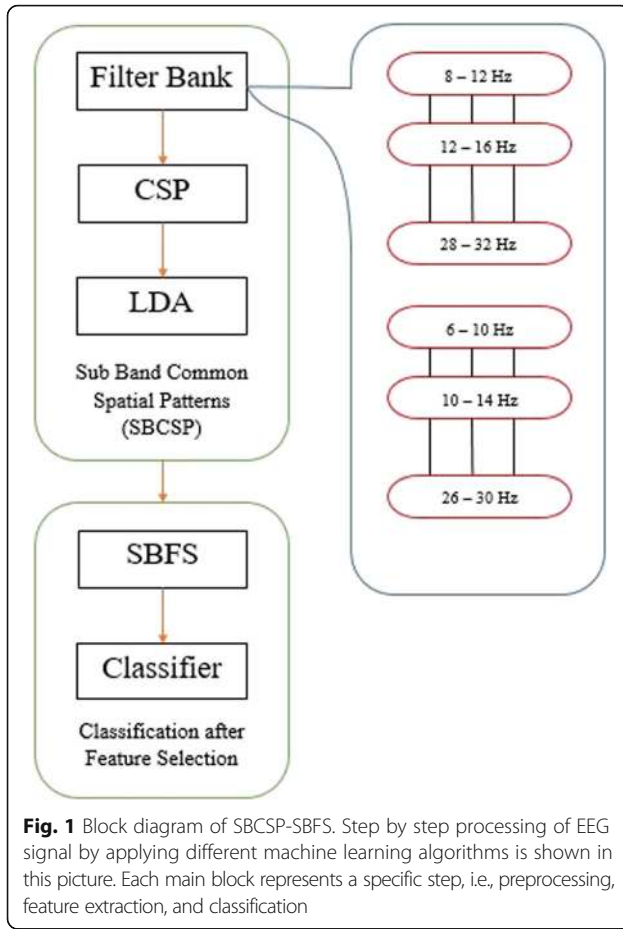 Filter Bank
CSP
LDA
Sub Band Common
Spatial Patterns
(SBCSP)
SBFS
Classifier
Classification after
Feature Selection
8 – 12 Hz
12 – 16 Hz
28 – 32 Hz
6 – 10 Hz
10 – 14 Hz
26 – 30 Hz
Fig. 1 Block diagram of SBCSP-SBFS. Step by step processing of EEG
signal by applying different machine learning algorithms is shown in
this picture. Each main block represents a specific step, i.e., preprocessing,
feature extraction, and classification